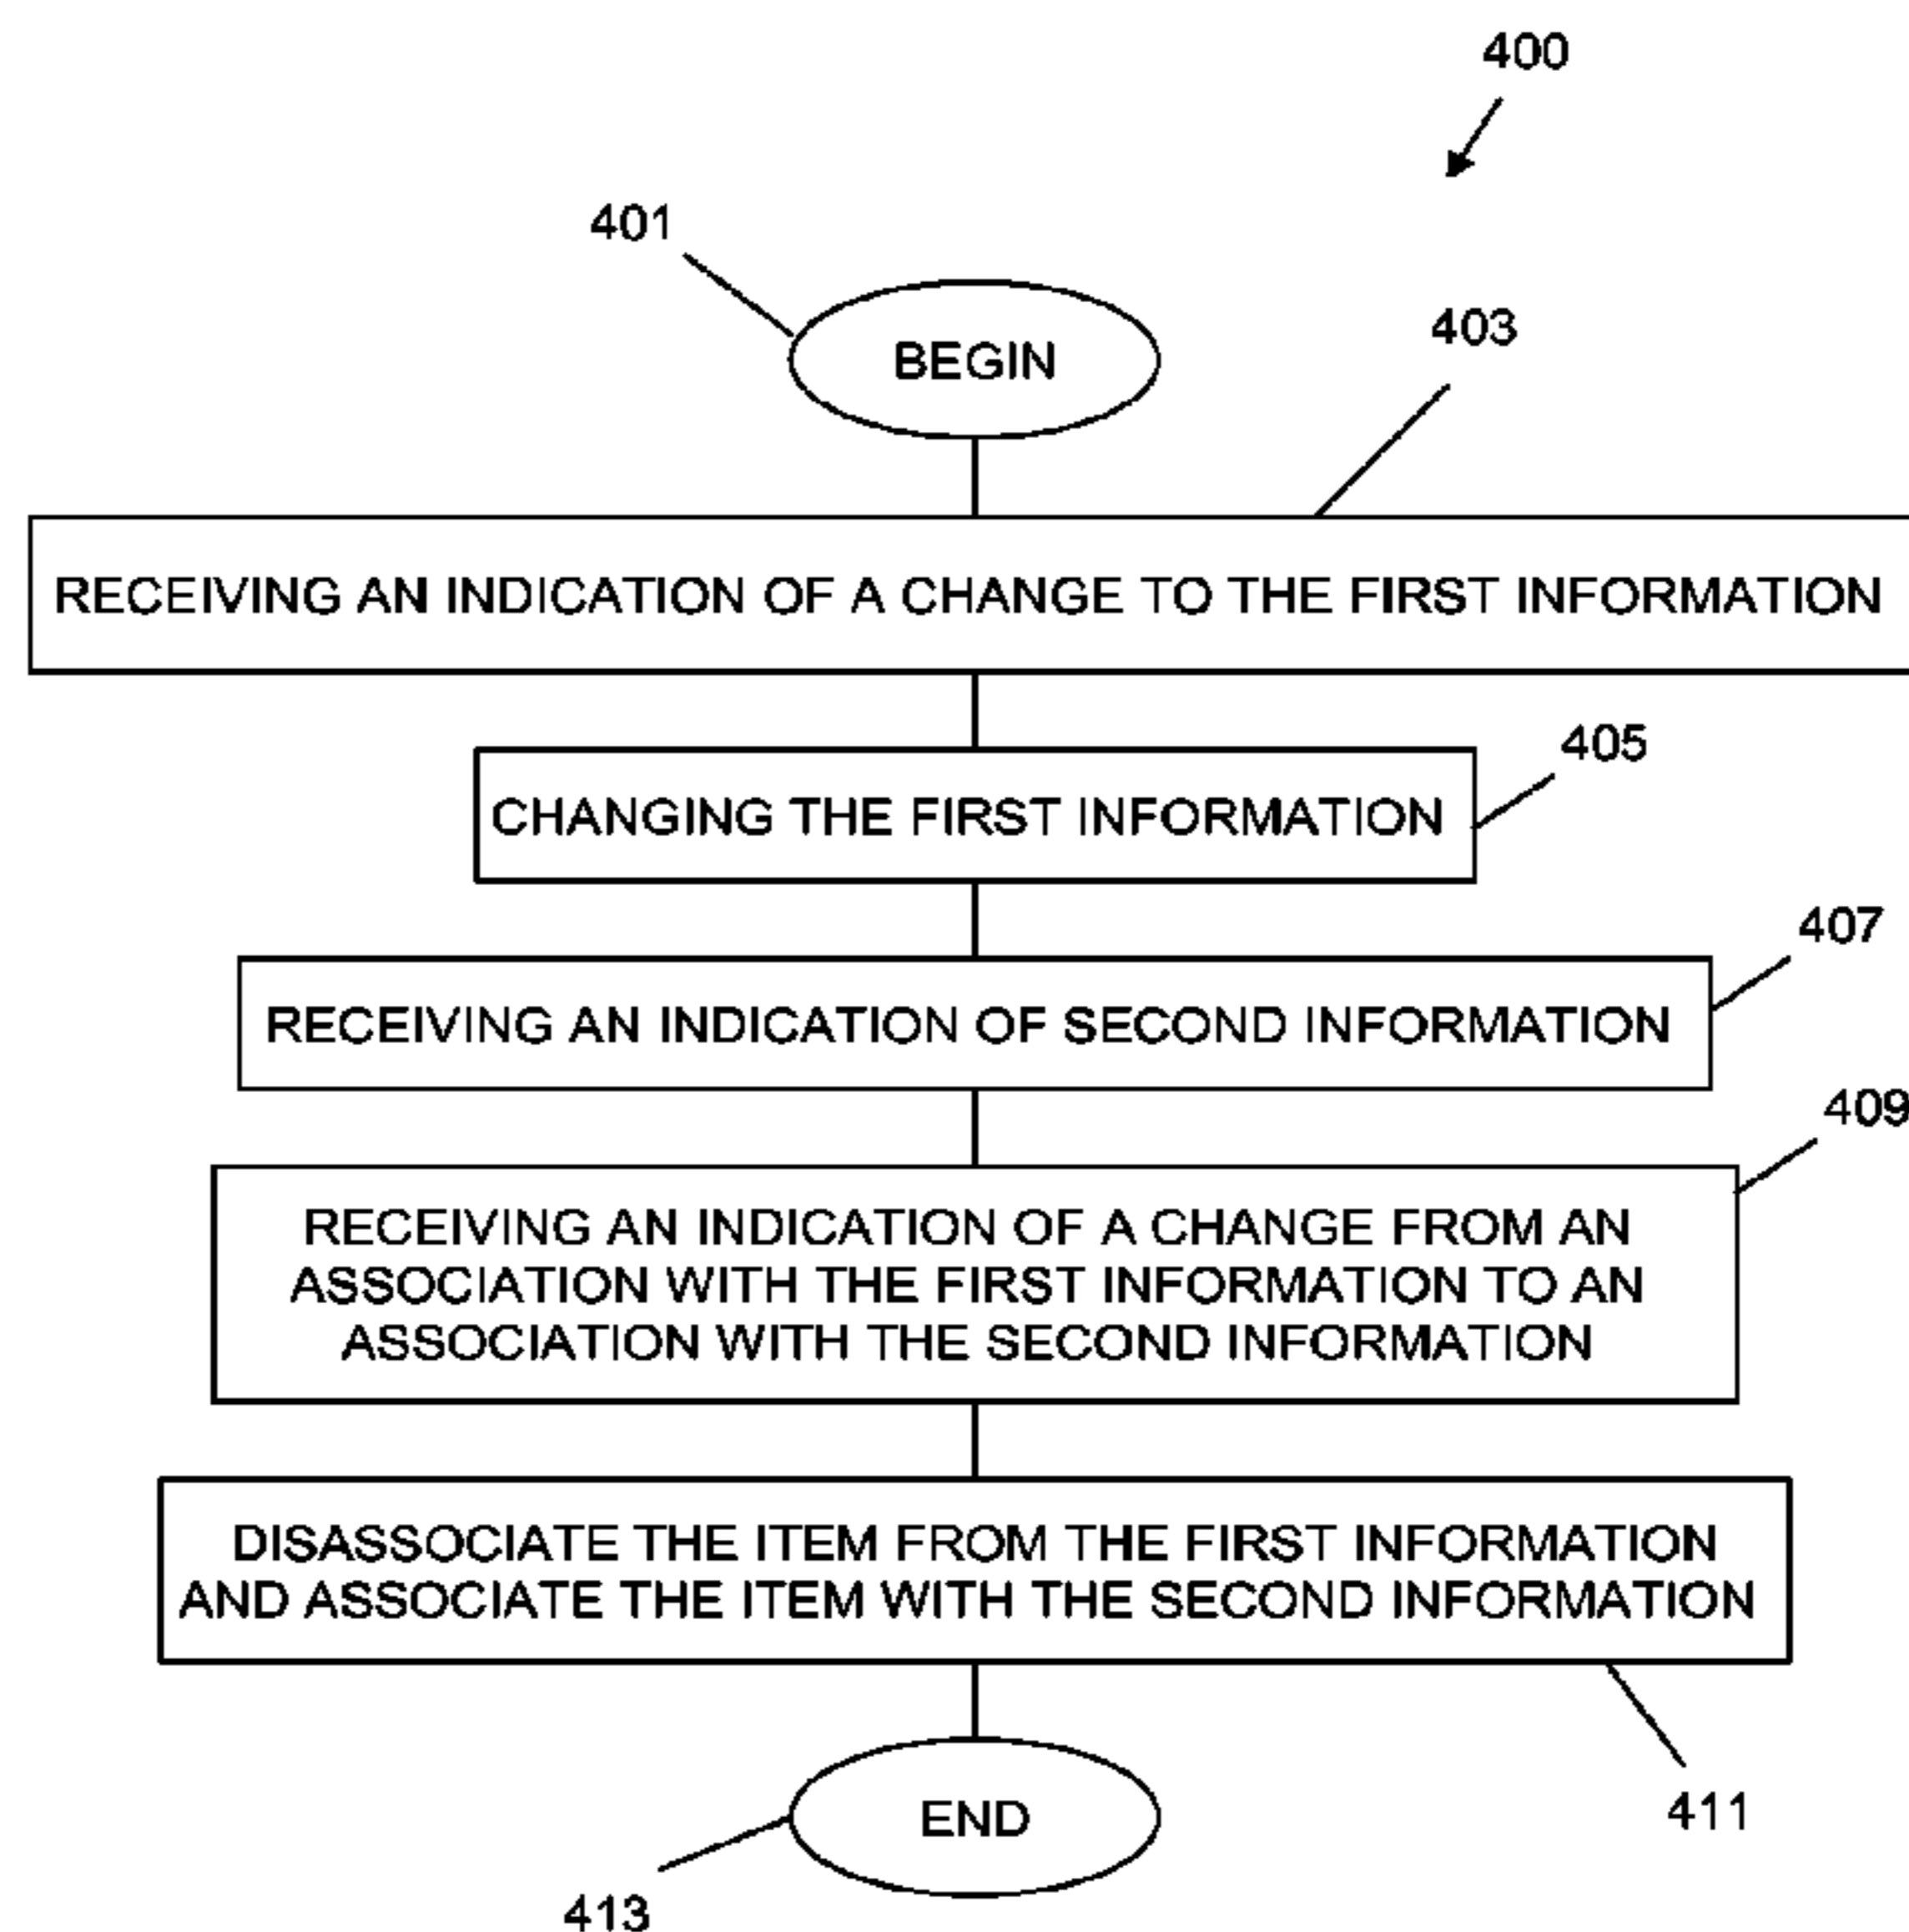 400
401
BEGIN
403
RECEIVING AN INDICATION OF A CHANGE TO THE FIRST INFORMATION
405
CHANGING THE FIRST INFORMATION
407
RECEIVING AN INDICATION OF SECOND INFORMATION
409
RECEIVING AN INDICATION OF A CHANGE FROM AN
ASSOCIATION WITH THE FIRST INFORMATION TO AN
ASSOCIATION WITH THE SECOND INFORMATION
DISASSOCIATE THE ITEM FROM THE FIRST INFORMATION
AND ASSOCIATE THE ITEM WITH THE SECOND INFORMATION
411
END
413